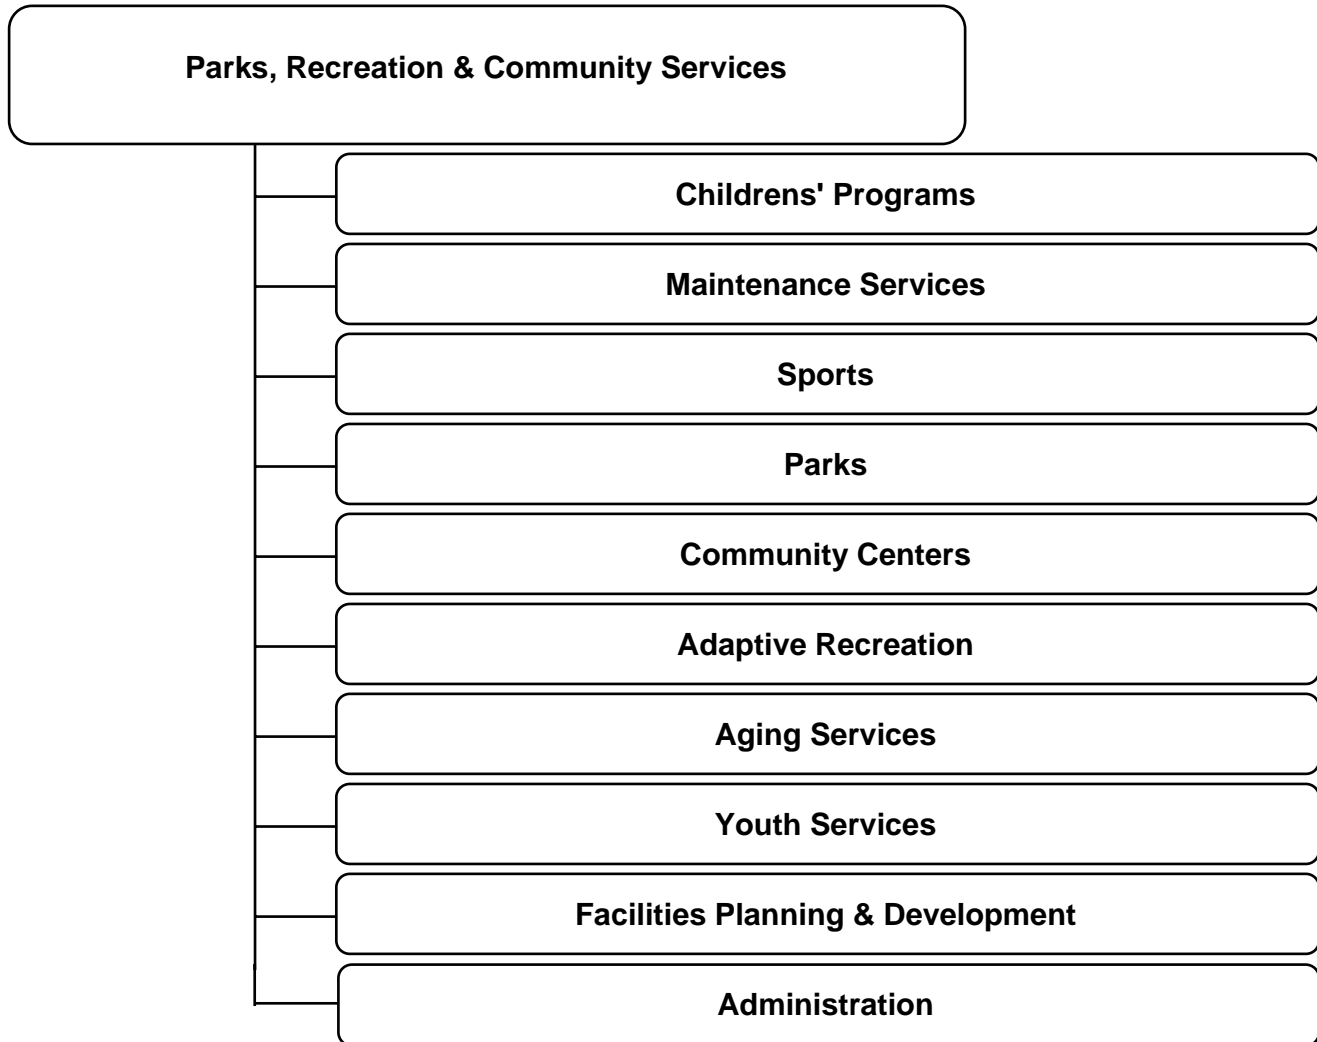 Parks, Recreation & Community Services
Childrens' Programs
Maintenance Services
Sports
Parks
Community Centers
Adaptive Recreation
Aging Services
Youth Services
Facilities Planning & Development
Administration